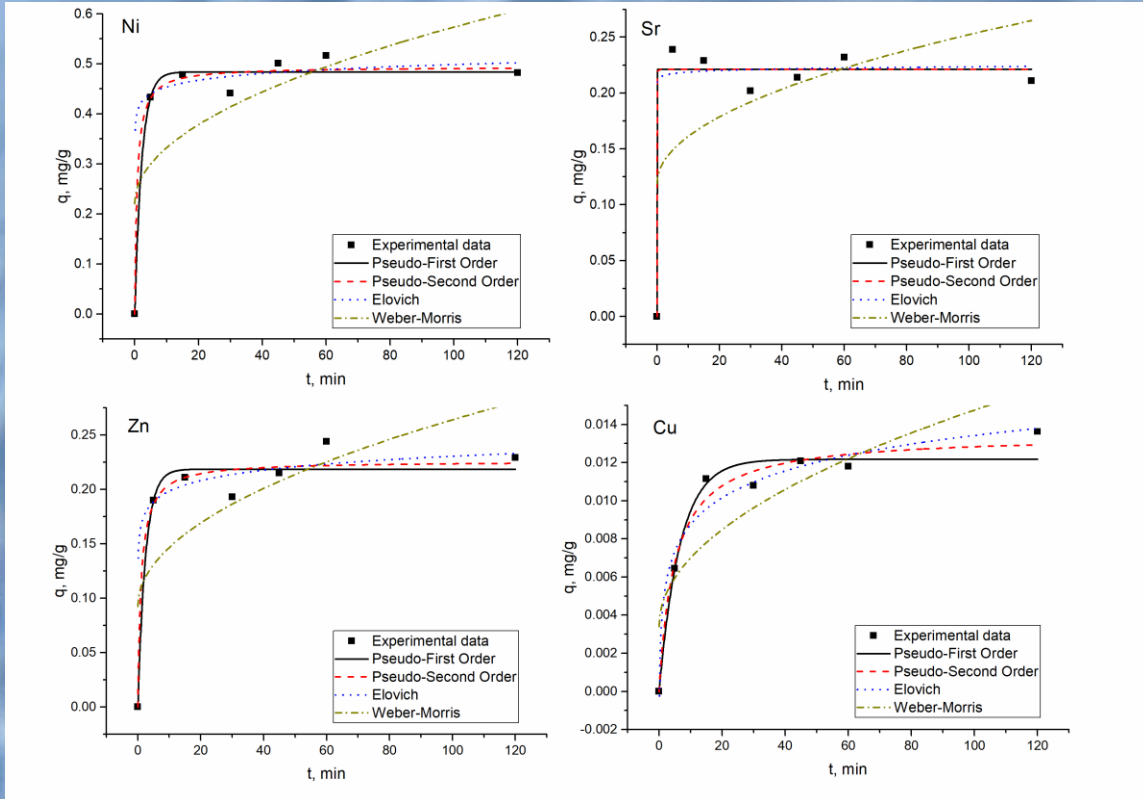 Ni
0.6
0.5
0.4
0.3
0.2
0.1
0.0
q, mg/g
0 20 40 60 80 100 120
t, min
Experimental data
Pseudo-First Order
Pseudo-Second Order
Elovich
Weber-Morris
Sr
0.25
0.20
0.15
0.10
0.05
0.00
q, mg/g
0 20 40 60 80 100 120
t, min
Experimental data
Pseudo-First Order
Pseudo-Second Order
Elovich
Weber-Morris
Zn
0.25
0.20
0.15
0.10
0.05
0.00
q, mg/g
0 20 40 60 80 100 120
t, min
Experimental data
Pseudo-First Order
Pseudo-Second Order
Elovich
Weber-Morris
Cu
0.014
0.012
0.010
0.008
0.006
0.004
0.002
0.000
-0.002
q, mg/g
0 20 40 60 80 100 120
t, min
Experimental data
Pseudo-First Order
Pseudo-Second Order
Elovich
Weber-Morris